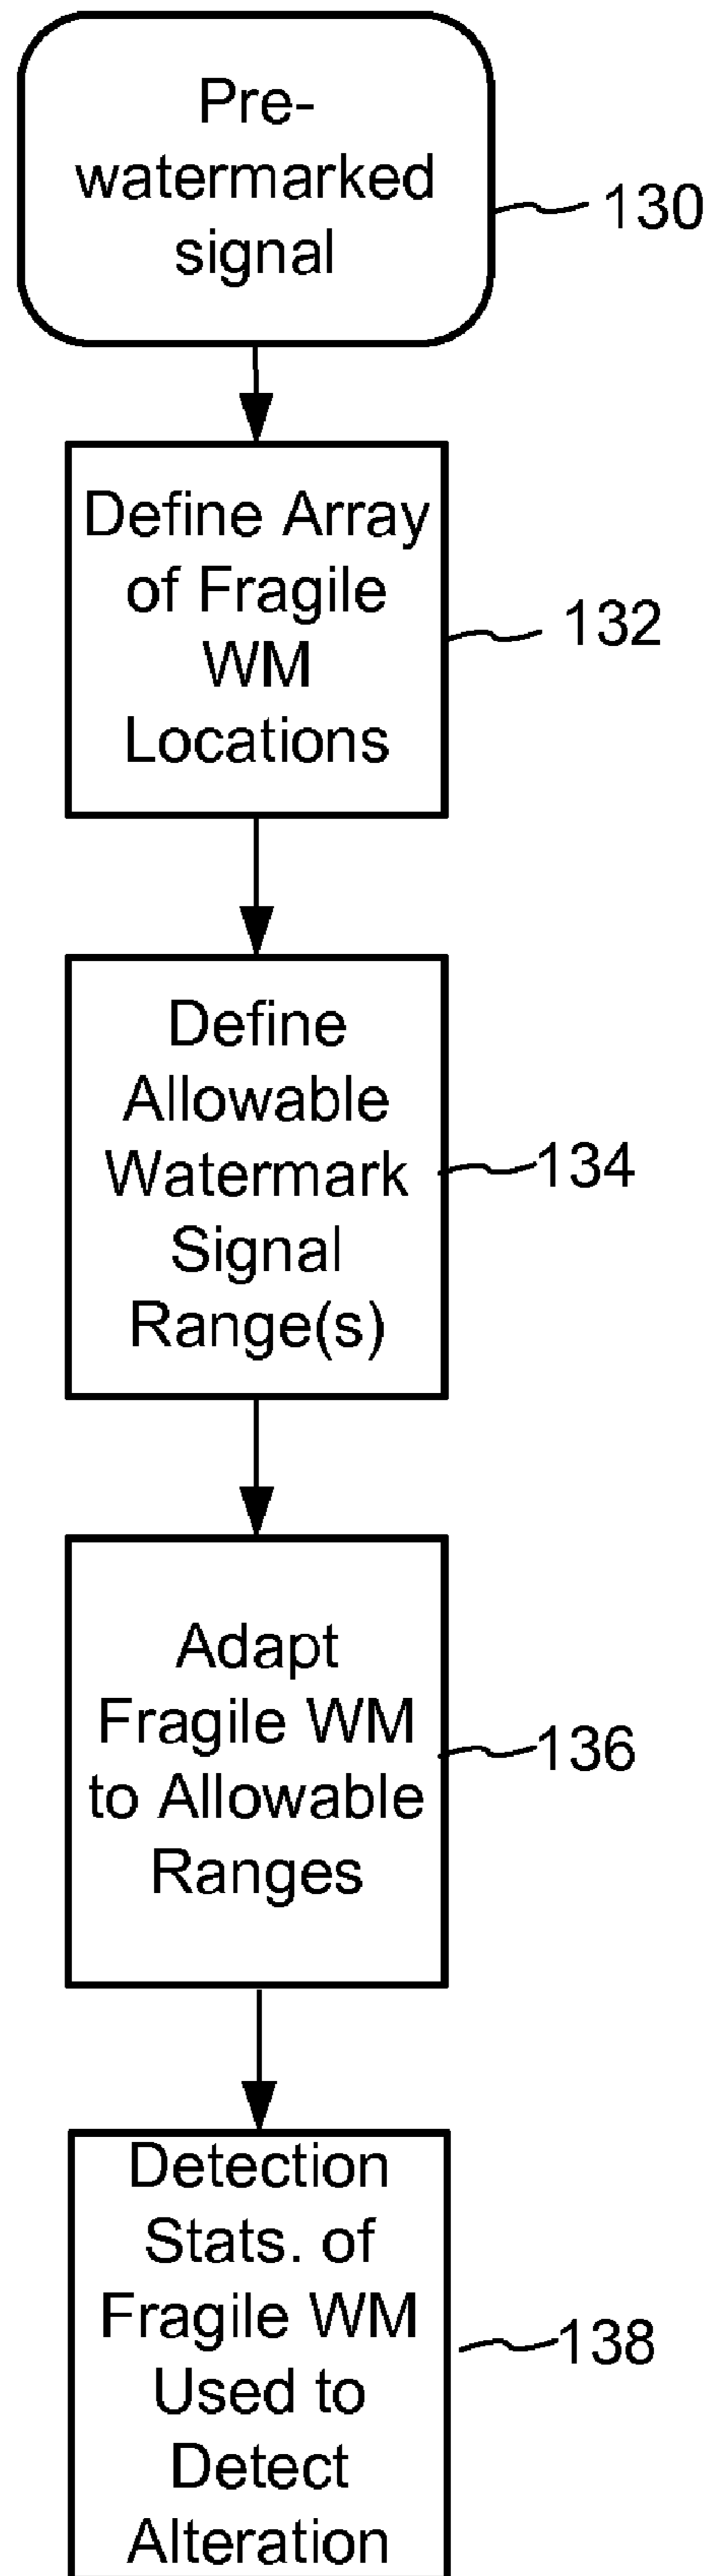 Pre-
watermarked
signal
130
Define Array
of Fragile
WM
Locations
132
Define
Allowable
Watermark
Signal
Range(s)
134
Adapt
Fragile WM
to Allowable
Ranges
136
Detection
Stats. of
Fragile WM
Used to
Detect
Alteration
138